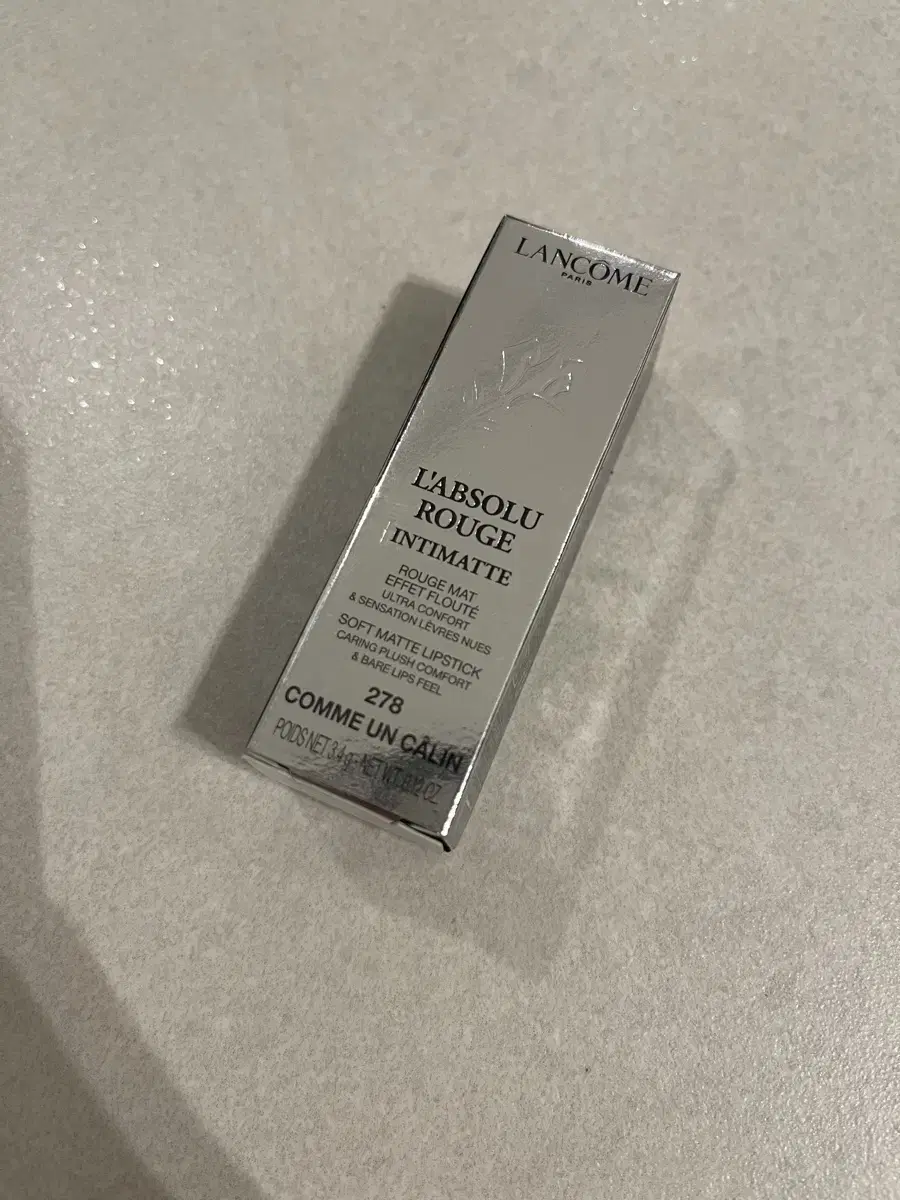 LANCÔME
PARIS
L'ABSOLU
ROUGE
INTIMATTE
ROUGE MAT
EFFET FLOUTÉ
ULTRA CONFORT
& SENSATION LÈVRES NUES
SOFT MATTE LIPSTICK
CARING PLUSH COMFORT
& BARE LIPS FEEL
278
COMME UN CÂLIN
POIDS NET 3.4 g - NET WT. 0.12 OZ